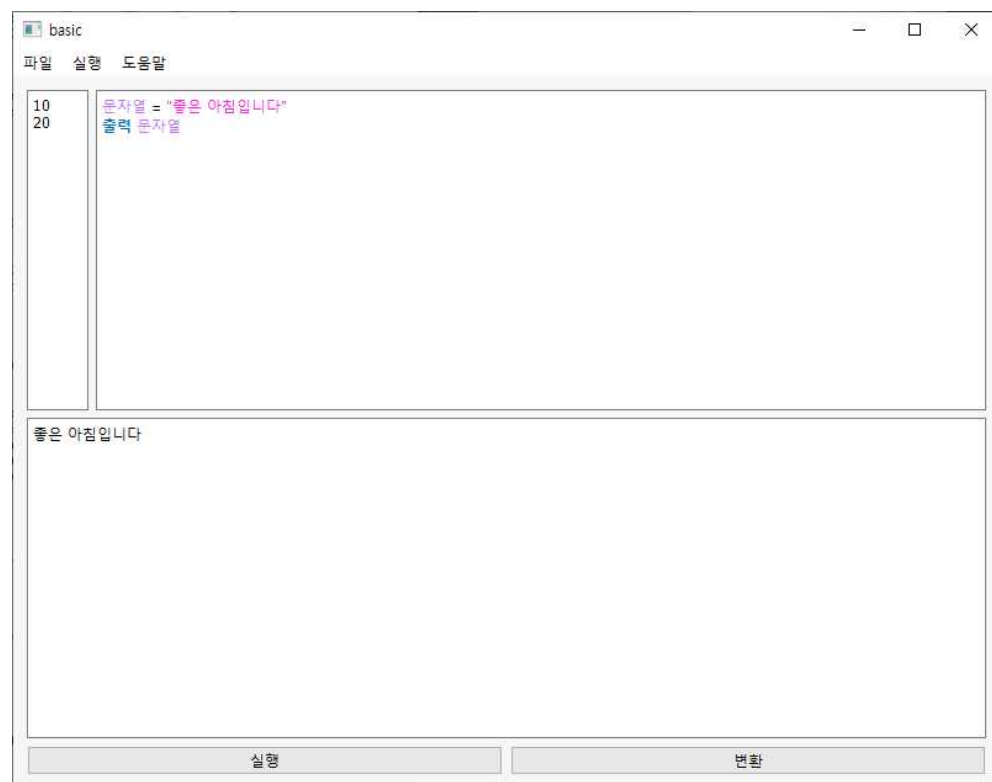 basic
파일 실행 도움말
10
20
문자열 = "좋은 아침입니다"
출력 문자열
좋은 아침입니다
실행 변환